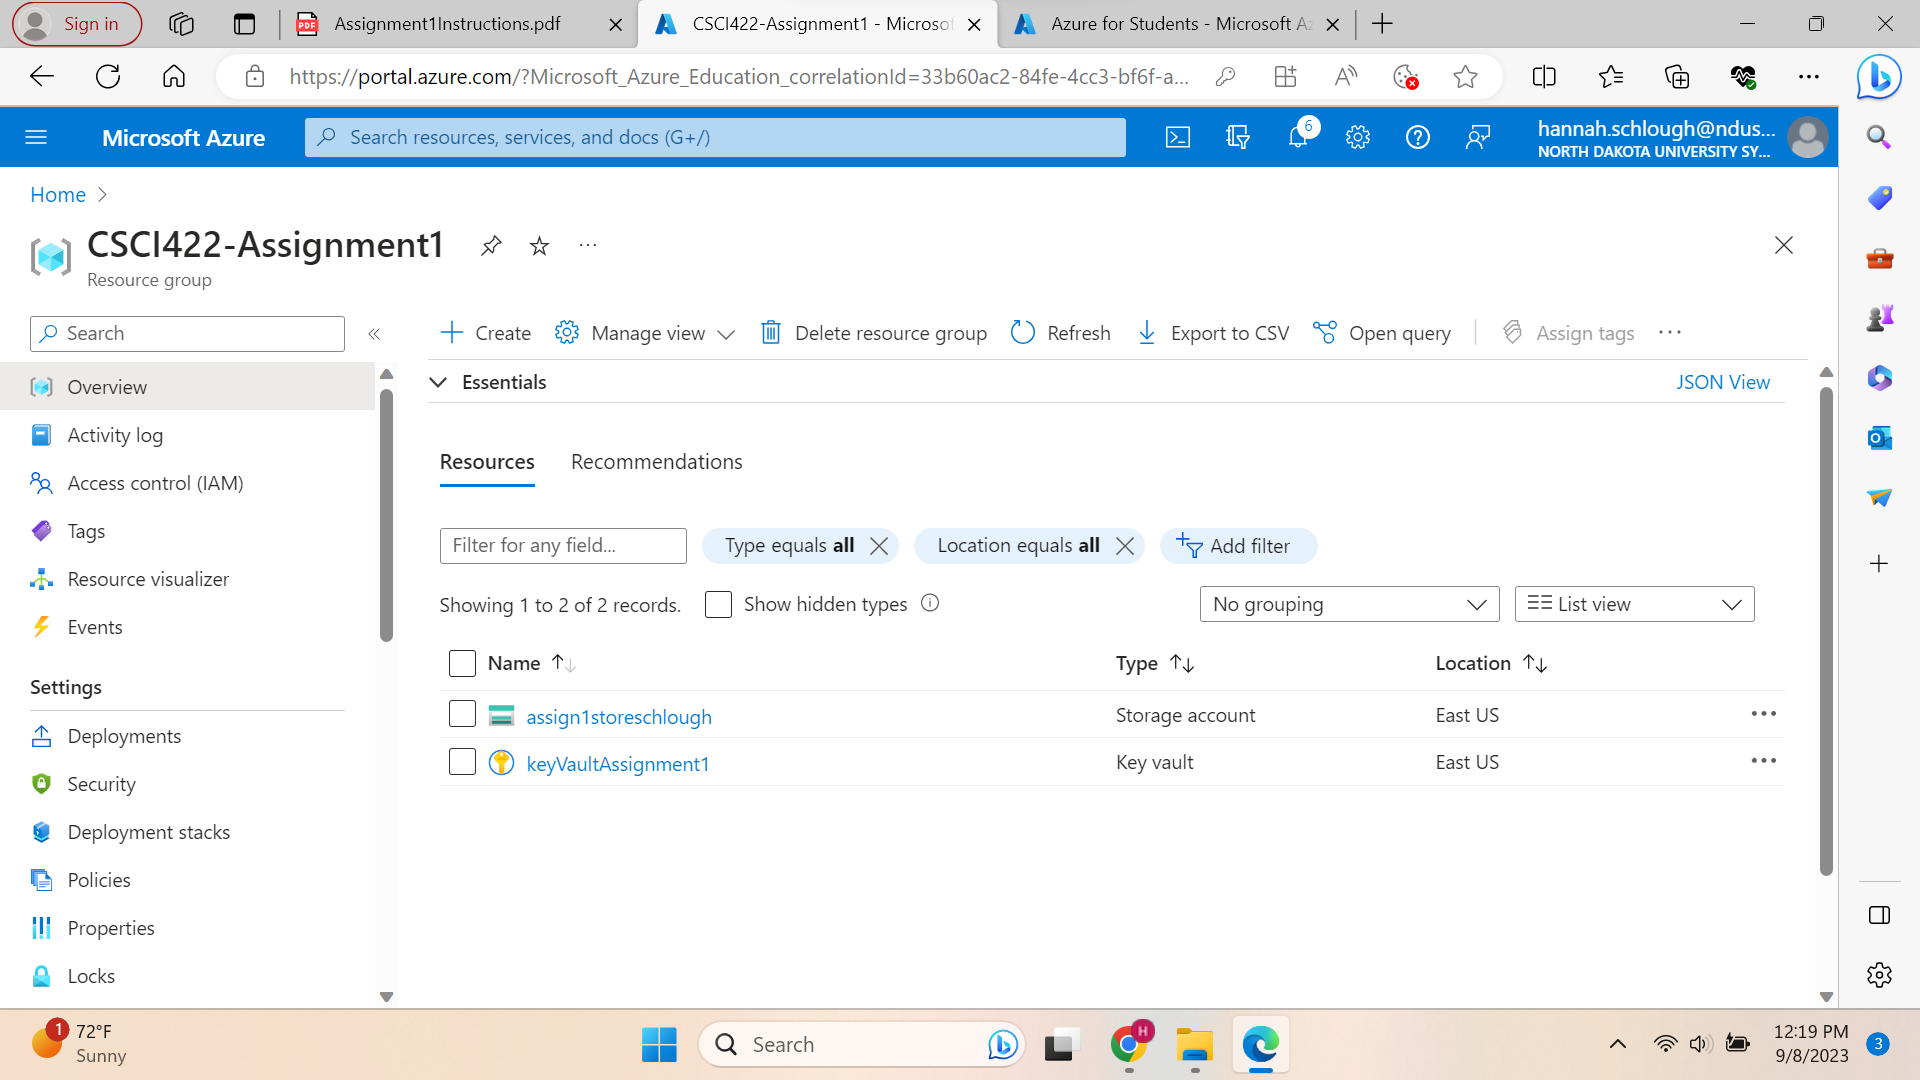 Sign in
Assignment1Instructions.pdf
CSCI422-Assignment1 - Microsof
Azure for Students - Microsoft Az
https://portal.azure.com/?Microsoft_Azure_Education_correlationId=33b60ac2-84fe-4cc3-bf6f-a...
Microsoft Azure
Search resources, services, and docs (G+/)
6
hannah.schlough@ndus...
NORTH DAKOTA UNIVERSITY SY...
Home
CSCI422-Assignment1
Resource group
Search
Create
Manage view
Delete resource group
Refresh
Export to CSV
Open query
Assign tags
Overview
Activity log
Access control (IAM)
Tags
Resource visualizer
Events
Settings
Deployments
Security
Deployment stacks
Policies
Properties
Locks
Essentials
JSON View
Resources
Recommendations
Filter for any field...
Type equals all
Location equals all
Add filter
Showing 1 to 2 of 2 records.
Show hidden types
No grouping
List view
Name
Type
Location
assign1storeschlough
Storage account
East US
keyVaultAssignment1
Key vault
East US
1
72°F
Sunny
Search
H
12:19 PM
9/8/2023
3